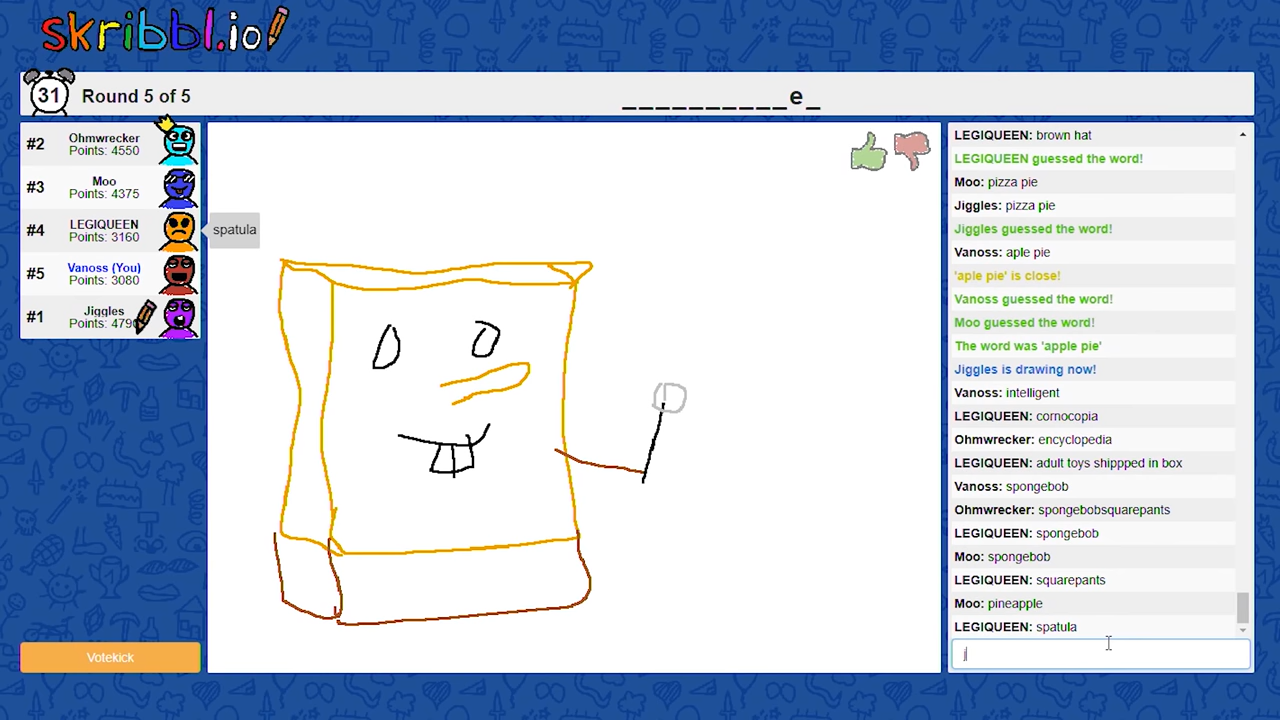 skribbl.io
31
Round 5 of 5
__________e_
#2 Ohmwrecker
Points: 4550
#3 Moo
Points: 4375
#4 LEGIQUEEN
Points: 3160
spatula
#5 Vanoss (You)
Points: 3080
#1 Jiggles
Points: 4790
Votekick
LEGIQUEEN: brown hat
LEGIQUEEN guessed the word!
Moo: pizza pie
Jiggles: pizza pie
Jiggles guessed the word!
Vanoss: aple pie
'aple pie' is close!
Vanoss guessed the word!
Moo guessed the word!
The word was 'apple pie'
Jiggles is drawing now!
Vanoss: intelligent
LEGIQUEEN: cornocopia
Ohmwrecker: encyclopedia
LEGIQUEEN: adult toys shippped in box
Vanoss: spongebob
Ohmwrecker: spongebobsquarepants
LEGIQUEEN: spongebob
Moo: spongebob
LEGIQUEEN: squarepants
Moo: pineapple
LEGIQUEEN: spatula